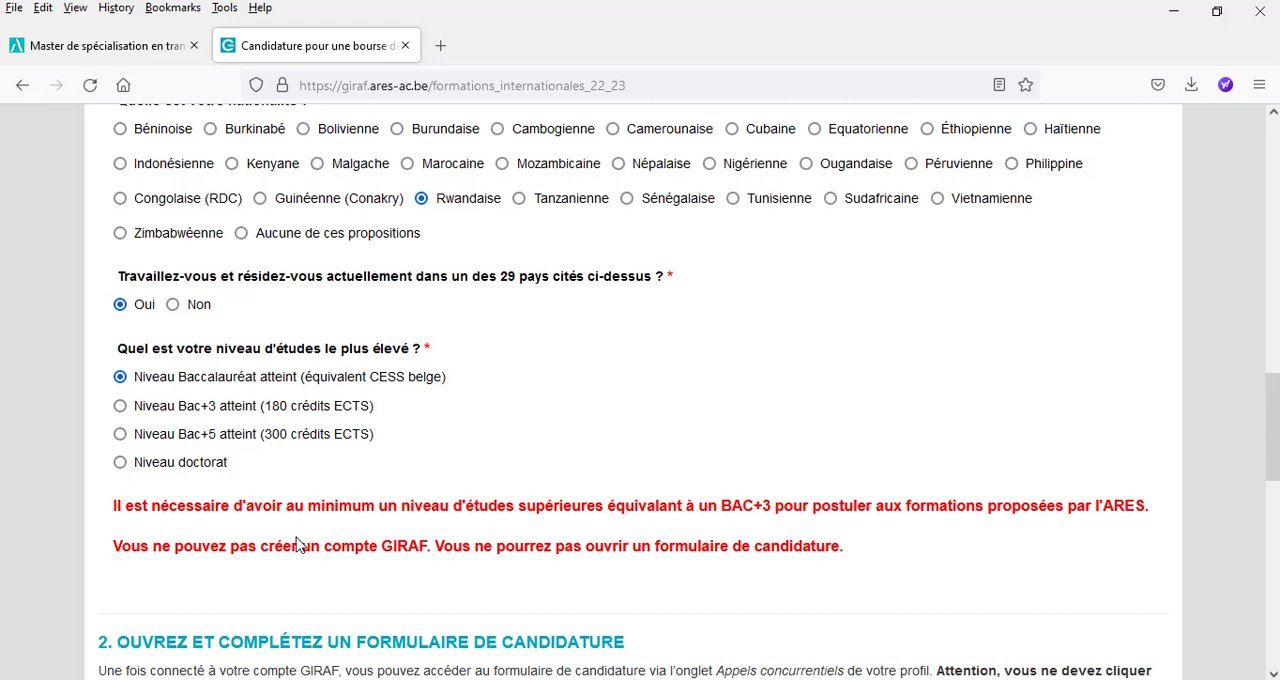 File Edit View History Bookmarks Tools Help
Master de spécialisation en tran
Candidature pour une bourse d
https://giraf.ares-ac.be/formations_internationales_22_23
Quelle est votre nationalité ?
Béninoise Burkinabé Bolivienne Burundaise Cambogienne Camerounaise Cubaine Equatorienne Éthiopienne Haïtienne
Indonésienne Kenyane Malgache Marocaine Mozambicaine Népalaise Nigérienne Ougandaise Péruvienne Philippine
Congolaise (RDC) Guinéenne (Conakry) Rwandaise Tanzanienne Sénégalaise Tunisienne Sudafricaine Vietnamienne
Zimbabwéenne Aucune de ces propositions
Travaillez-vous et résidez-vous actuellement dans un des 29 pays cités ci-dessus ? *
Oui Non
Quel est votre niveau d'études le plus élevé ? *
Niveau Baccalauréat atteint (équivalent CESS belge)
Niveau Bac+3 atteint (180 crédits ECTS)
Niveau Bac+5 atteint (300 crédits ECTS)
Niveau doctorat
Il est nécessaire d'avoir au minimum un niveau d'études supérieures équivalant à un BAC+3 pour postuler aux formations proposées par l'ARES.
Vous ne pouvez pas créer un compte GIRAF. Vous ne pourrez pas ouvrir un formulaire de candidature.
2. OUVREZ ET COMPLÉTEZ UN FORMULAIRE DE CANDIDATURE
Une fois connecté à votre compte GIRAF, vous pouvez accéder au formulaire de candidature via l'onglet Appels concurrentiels de votre profil. Attention, vous ne devez cliquer